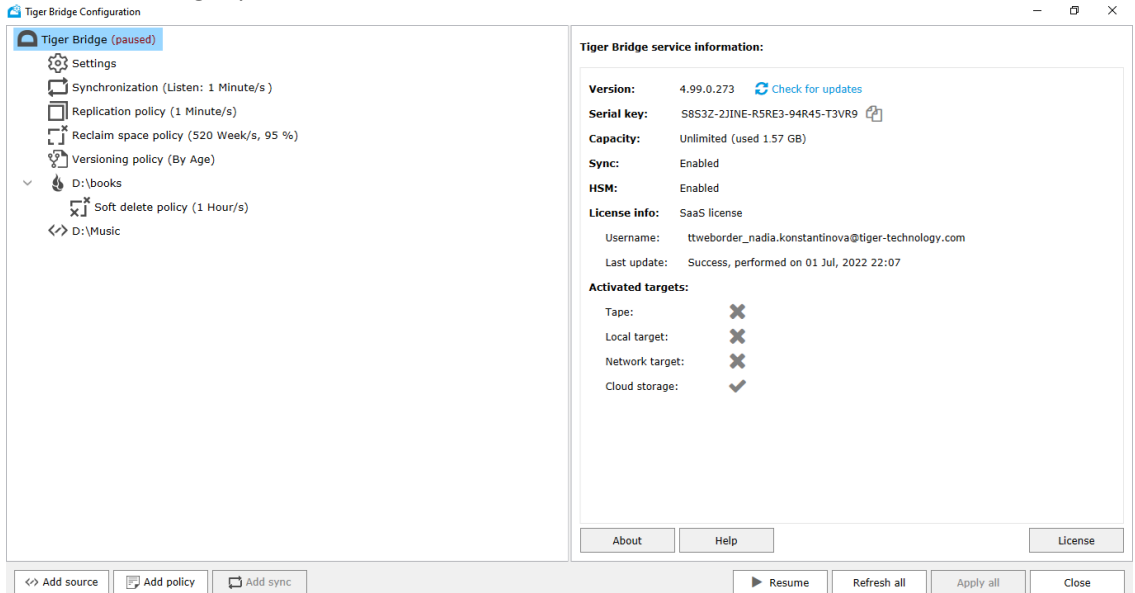 Tiger Bridge Configuration
Tiger Bridge (paused)
Settings
Synchronization (Listen: 1 Minute/s )
Replication policy (1 Minute/s)
Reclaim space policy (520 Week/s, 95 %)
Versioning policy (By Age)
D:\books
Soft delete policy (1 Hour/s)
D:\Music
Tiger Bridge service information:
Version: 4.99.0.273 Check for updates
Serial key: S8S3Z-2JINE-R5RE3-94R45-T3VR9
Capacity: Unlimited (used 1.57 GB)
Sync: Enabled
HSM: Enabled
License info: SaaS license
Username: ttweborder_nadia.konstantinova@tiger-technology.com
Last update: Success, performed on 01 Jul, 2022 22:07
Activated targets:
Tape:
Local target:
Network target:
Cloud storage:
About Help License
Add source Add policy Add sync Resume Refresh all Apply all Close